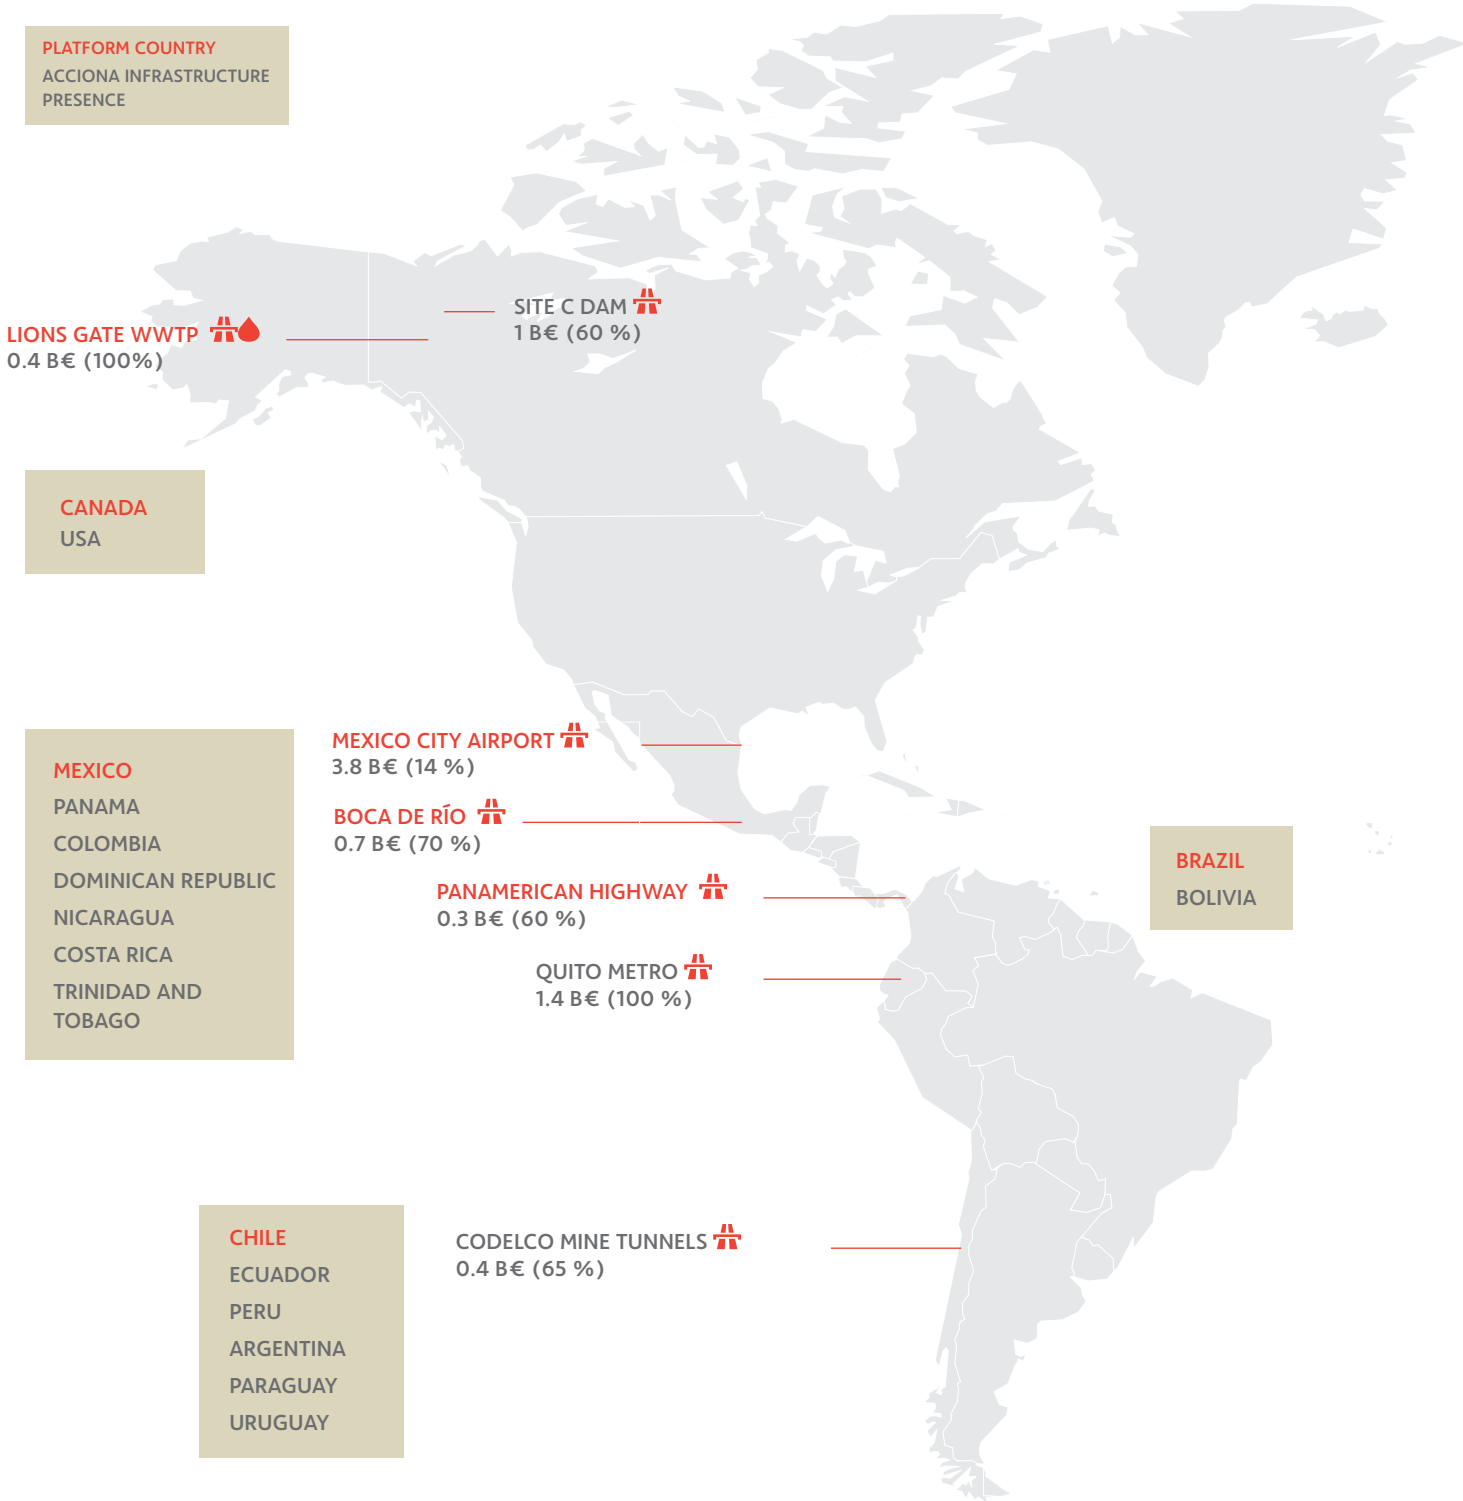 PLATFORM COUNTRY
ACCIONA INFRASTRUCTURE
PRESENCE
SITE C DAM
1 B€ (60 %)
LIONS GATE WWTP
0.4 B€ (100%)
CANADA
USA
MEXICO CITY AIRPORT
3.8 B€ (14 %)
MEXICO
PANAMA
COLOMBIA
DOMINICAN REPUBLIC
NICARAGUA
COSTA RICA
TRINIDAD AND
TOBAGO
BOCA DE RÍO
0.7 B€ (70 %)
PANAMERICAN HIGHWAY
0.3 B€ (60 %)
QUITO METRO
1.4 B€ (100 %)
BRAZIL
BOLIVIA
CHILE
ECUADOR
PERU
ARGENTINA
PARAGUAY
URUGUAY
CODELCO MINE TUNNELS
0.4 B€ (65 %)